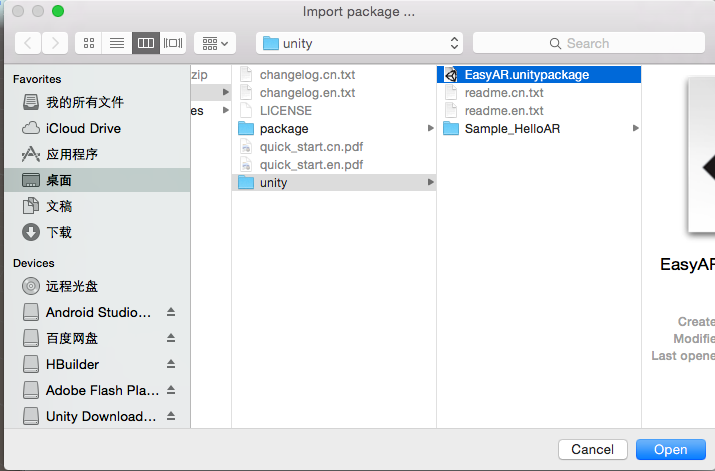 Import package ...
unity
Search
Favorites
我的所有文件
iCloud Drive
应用程序
桌面
文稿
下载
Devices
远程光盘
Android Studio...
百度网盘
HBuilder
Adobe Flash Pla...
Unity Download...
zip
es
changelog.cn.txt
changelog.en.txt
LICENSE
package
quick_start.cn.pdf
quick_start.en.pdf
unity
EasyAR.unitypackage
readme.cn.txt
readme.en.txt
Sample_HelloAR
EasyAR
Create
Modifie
Last opene
Cancel
Open